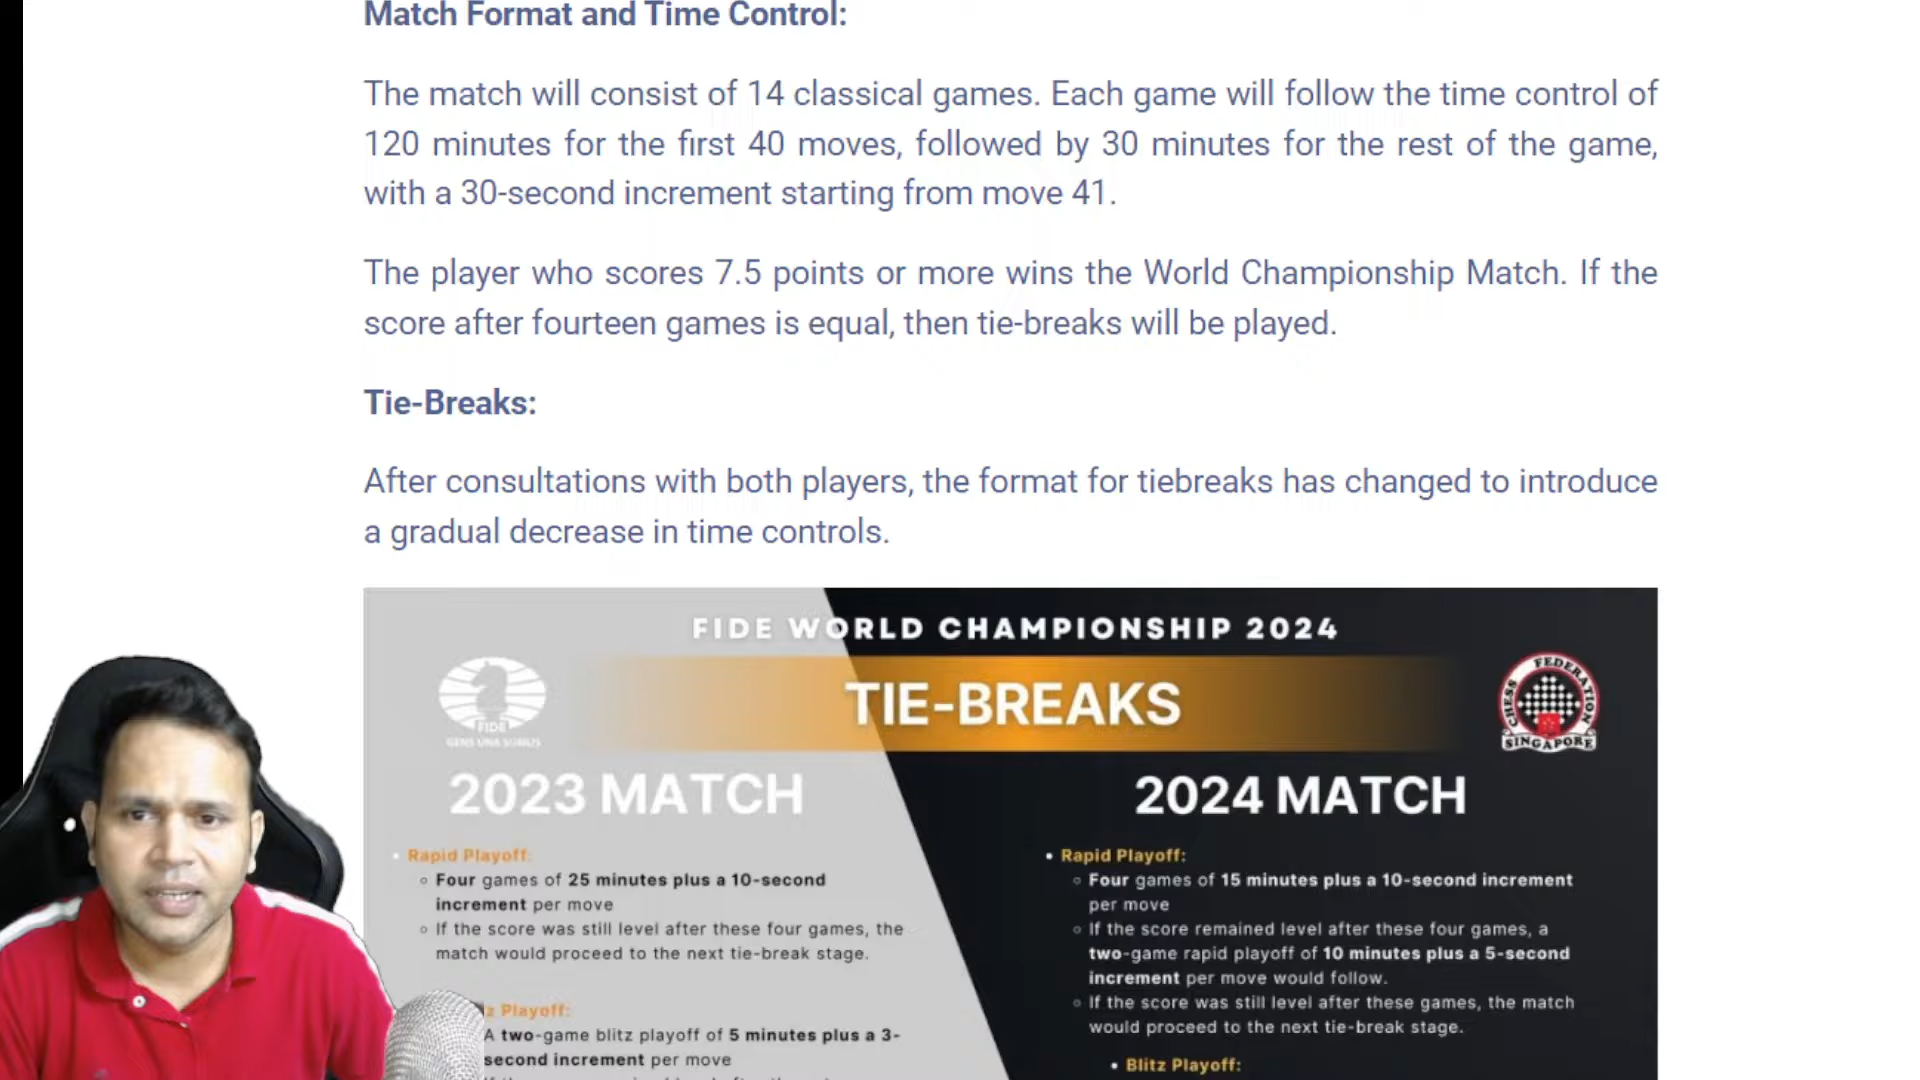 Match Format and Time Control:
The match will consist of 14 classical games. Each game will follow the time control of
120 minutes for the first 40 moves, followed by 30 minutes for the rest of the game,
with a 30-second increment starting from move 41.
The player who scores 7.5 points or more wins the World Championship Match. If the
score after fourteen games is equal, then tie-breaks will be played.
Tie-Breaks:
After consultations with both players, the format for tiebreaks has changed to introduce
a gradual decrease in time controls.
FIDE WORLD CHAMPIONSHIP 2024
TIE-BREAKS
FIDE
GENS UNA SUMUS
CHESS FEDERATION
SINGAPORE
2023 MATCH
• Rapid Playoff:
◦ Four games of 25 minutes plus a 10-second
increment per move
◦ If the score was still level after these four games, the
match would proceed to the next tie-break stage.
z Playoff:
A two-game blitz playoff of 5 minutes plus a 3-
second increment per move
2024 MATCH
• Rapid Playoff:
◦ Four games of 15 minutes plus a 10-second increment
per move
◦ If the score remained level after these four games, a
two-game rapid playoff of 10 minutes plus a 5-second
increment per move would follow.
◦ If the score was still level after these games, the match
would proceed to the next tie-break stage.
• Blitz Playoff: